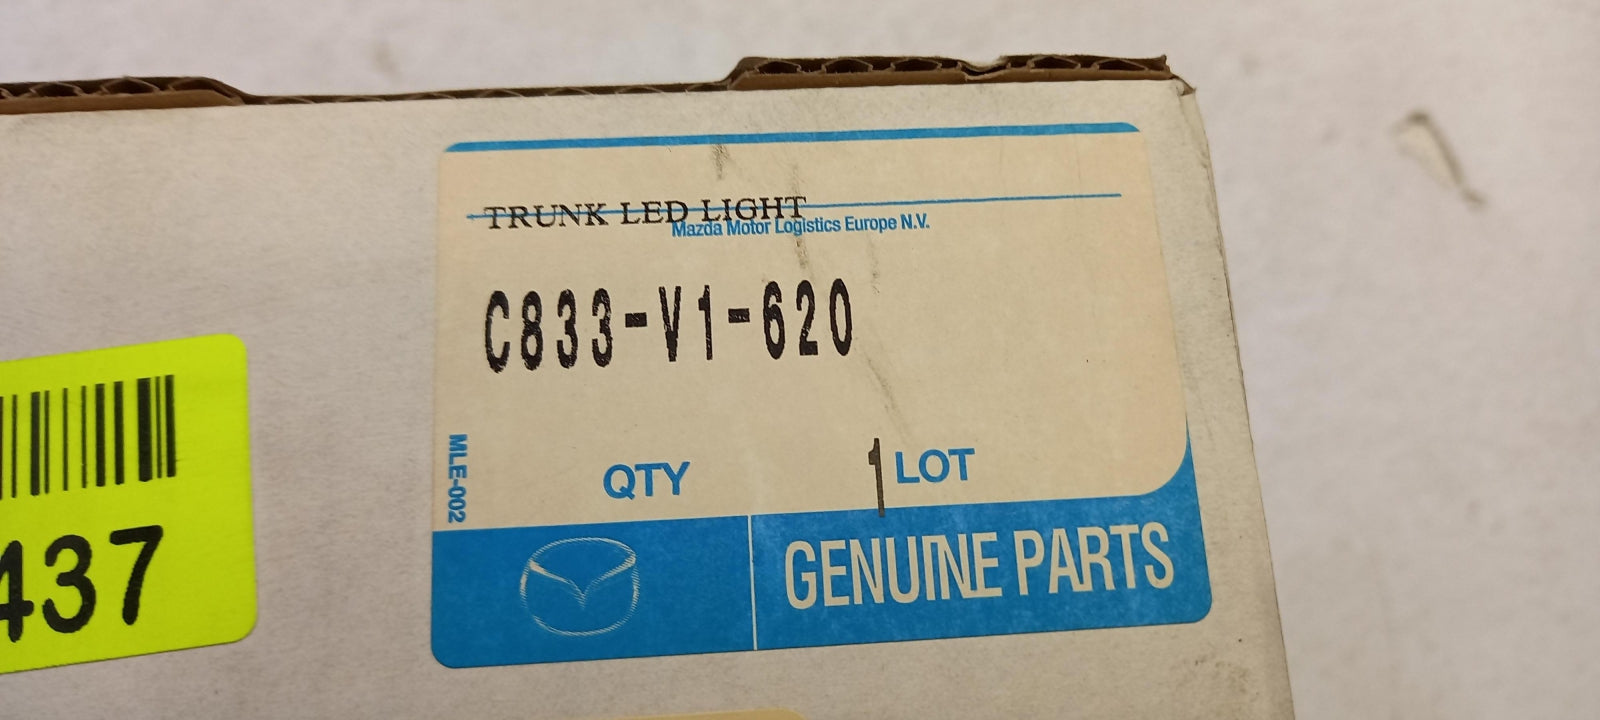 TRUNK LED LIGHT
Mazda Motor Logistics Europe N.V.
C833-V1-620
MLE-002
QTY 1 LOT
GENUINE PARTS
437